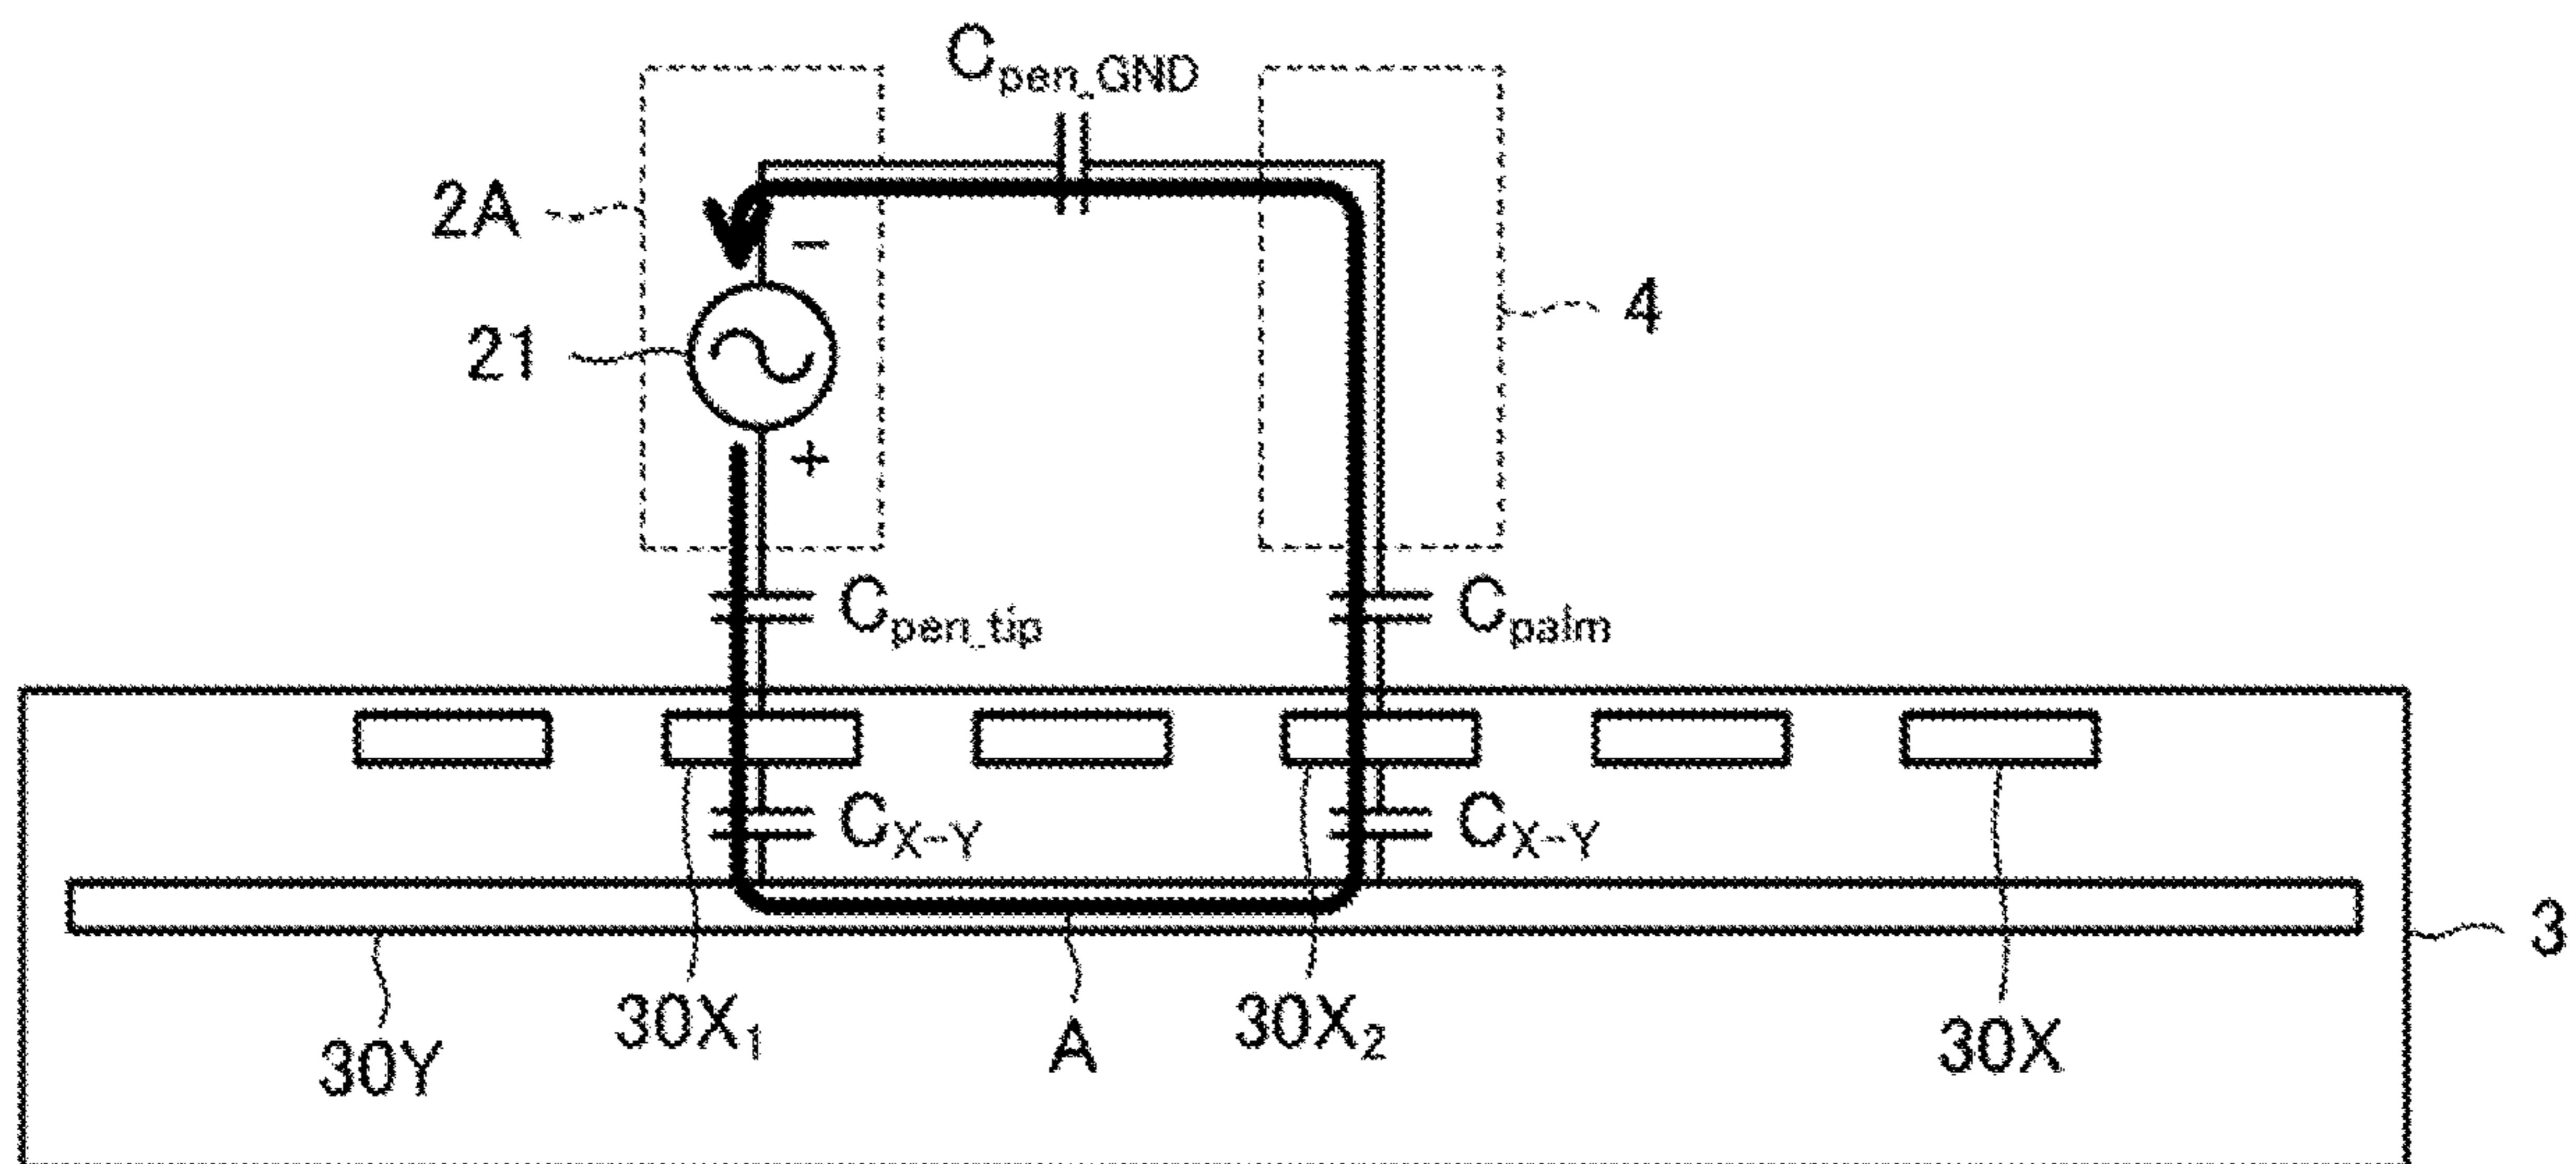 C_pen_GND
2A
−
4
21
+
C_pen_tip
C_palm
C_X-Y
C_X-Y
3
30X₁
30X₂
30Y
A
30X